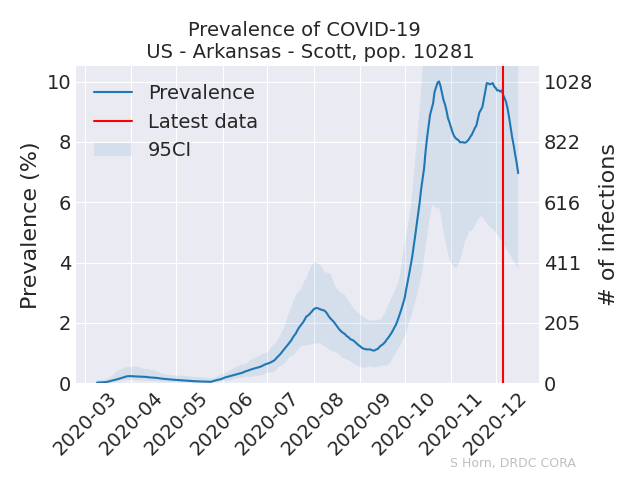 Prevalence of COVID-19
US - Arkansas - Scott, pop. 10281
Prevalence
Latest data
95CI
Prevalence (%)
10
8
6
4
2
0
1028
822
616
411
205
0
# of infections
2020-03
2020-04
2020-05
2020-06
2020-07
2020-08
2020-09
2020-10
2020-11
2020-12
S Horn, DRDC CORA